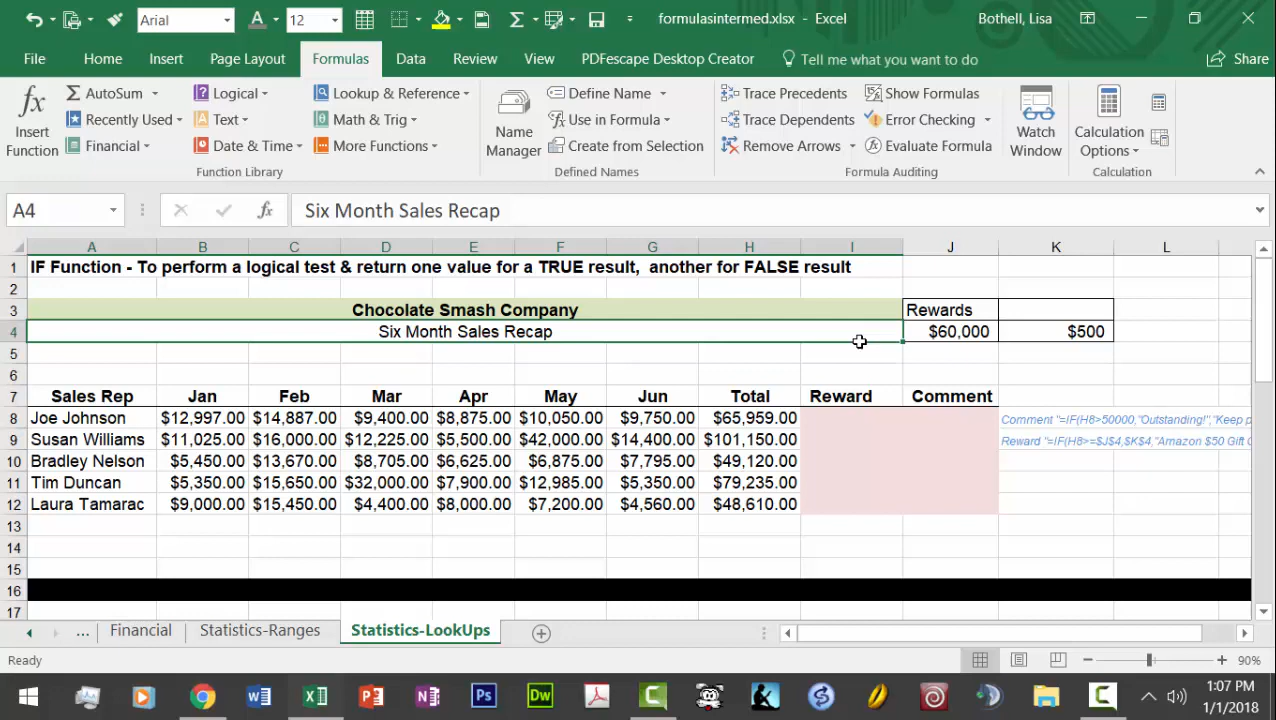 Arial 12 formulasintermed.xlsx - Excel Bothell, Lisa
File Home Insert Page Layout Formulas Data Review View PDFescape Desktop Creator Tell me what you want to do Share
Insert Function
AutoSum
Recently Used
Financial
Logical
Text
Date & Time
Lookup & Reference
Math & Trig
More Functions
Function Library
Name Manager
Define Name
Use in Formula
Create from Selection
Defined Names
Trace Precedents
Trace Dependents
Remove Arrows
Show Formulas
Error Checking
Evaluate Formula
Formula Auditing
Watch Window
Calculation Options
Calculation
A4 fx Six Month Sales Recap
A B C D E F G H I J K L
1 IF Function - To perform a logical test & return one value for a TRUE result, another for FALSE result
2
3 Chocolate Smash Company Rewards
4 Six Month Sales Recap $60,000 $500
5
6
7 Sales Rep Jan Feb Mar Apr May Jun Total Reward Comment
8 Joe Johnson $12,997.00 $14,887.00 $9,400.00 $8,875.00 $10,050.00 $9,750.00 $65,959.00 Comment "=IF(H8>50000,"Outstanding!","Keep p
9 Susan Williams $11,025.00 $16,000.00 $12,225.00 $5,500.00 $42,000.00 $14,400.00 $101,150.00 Reward "=IF(H8>=$J$4,$K$4,"Amazon $50 Gift C
10 Bradley Nelson $5,450.00 $13,670.00 $8,705.00 $6,625.00 $6,875.00 $7,795.00 $49,120.00
11 Tim Duncan $5,350.00 $15,650.00 $32,000.00 $7,900.00 $12,985.00 $5,350.00 $79,235.00
12 Laura Tamarac $9,000.00 $15,450.00 $4,400.00 $8,000.00 $7,200.00 $4,560.00 $48,610.00
13
14
15
16
17
... Financial Statistics-Ranges Statistics-LookUps
Ready 90%
1:07 PM
1/1/2018